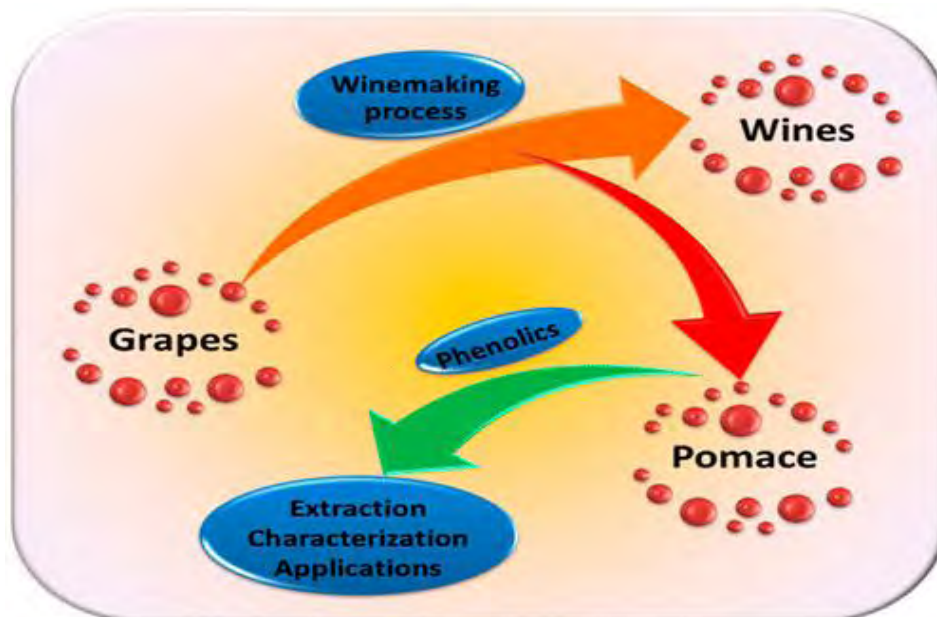 Winemaking
process
Wines
Grapes
Phenolics
Pomace
Extraction
Characterization
Applications